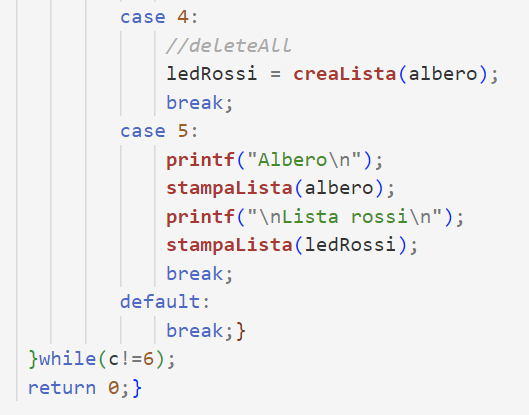 case 4:
//deleteAll
ledRossi = creaLista(albero);
break;
case 5:
printf("Albero\n");
stampaLista(albero);
printf("\nLista rossi\n");
stampaLista(ledRossi);
break;
default:
break;}
}while(c!=6);
return 0;}